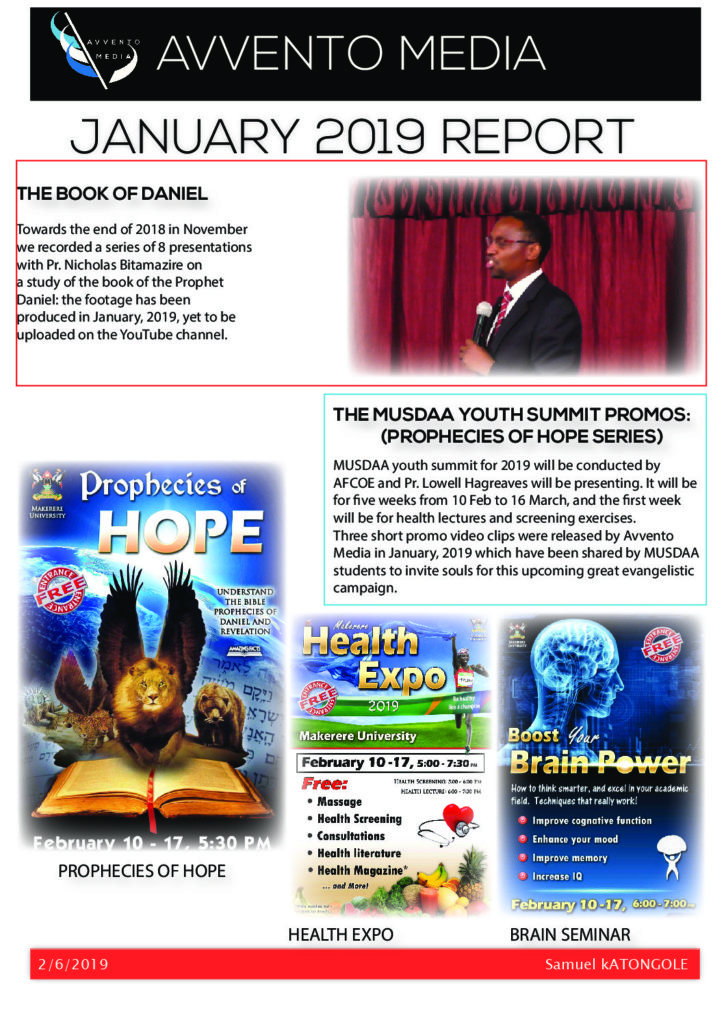 AVVENTO
MEDIA
AVVENTO MEDIA
JANUARY 2019 REPORT
THE BOOK OF DANIEL
Towards the end of 2018 in November
we recorded a series of 8 presentations
with Pr. Nicholas Bitamazire on
a study of the book of the Prophet
Daniel: the footage has been
produced in January, 2019, yet to be
uploaded on the YouTube channel.
THE MUSDAA YOUTH SUMMIT PROMOS:
(PROPHECIES OF HOPE SERIES)
MUSDAA youth summit for 2019 will be conducted by
AFCOE and Pr. Lowell Hagreaves will be presenting. It will be
for five weeks from 10 Feb to 16 March, and the first week
will be for health lectures and screening exercises.
Three short promo video clips were released by Avvento
Media in January, 2019 which have been shared by MUSDAA
students to invite souls for this upcoming great evangelistic
campaign.
MAKERERE
UNIVERSITY
Prophecies of
HOPE
ENTRANCE
FREE
ENTRANCE
UNDERSTAND
THE BIBLE
PROPHECIES OF
DANIEL AND
REVELATION
AMAZING FACTS
February 10 - 17, 5:30 PM
PROPHECIES OF HOPE
Makerere
Health
Expo
2019
ENTRANCE
FREE
ENTRANCE
Makerere University
February 10 -17, 5:00 - 7:30 PM
Free:
HEALTH SCREENING: 3:00 - 6:00 PM
HEALTH LECTURE: 6:00 - 7:30 PM
• Massage
• Health Screening
• Consultations
• Health literature
• Health Magazine*
... and More!
HEALTH EXPO
ENTRANCE
FREE
ENTRANCE
Boost Your
Brain Power
How to think smarter, and excel in your academic
field. Techniques that really work!
Improve cognitive function
Enhance your mood
Improve memory
Increase IQ
February 10 -17, 6:00 - 7:00 PM
BRAIN SEMINAR
2/6/2019
Samuel kATONGOLE